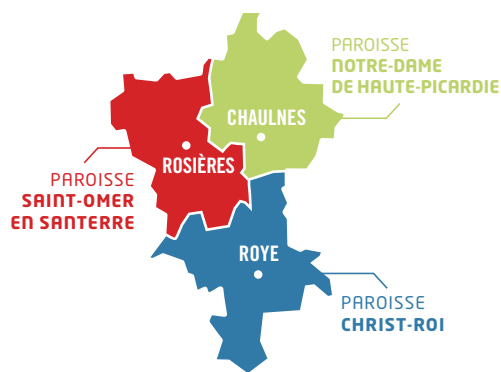 PAROISSE
NOTRE-DAME
DE HAUTE-PICARDIE
CHAULNES
ROSIÈRES
PAROISSE
SAINT-OMER
EN SANTERRE
ROYE
PAROISSE
CHRIST-ROI